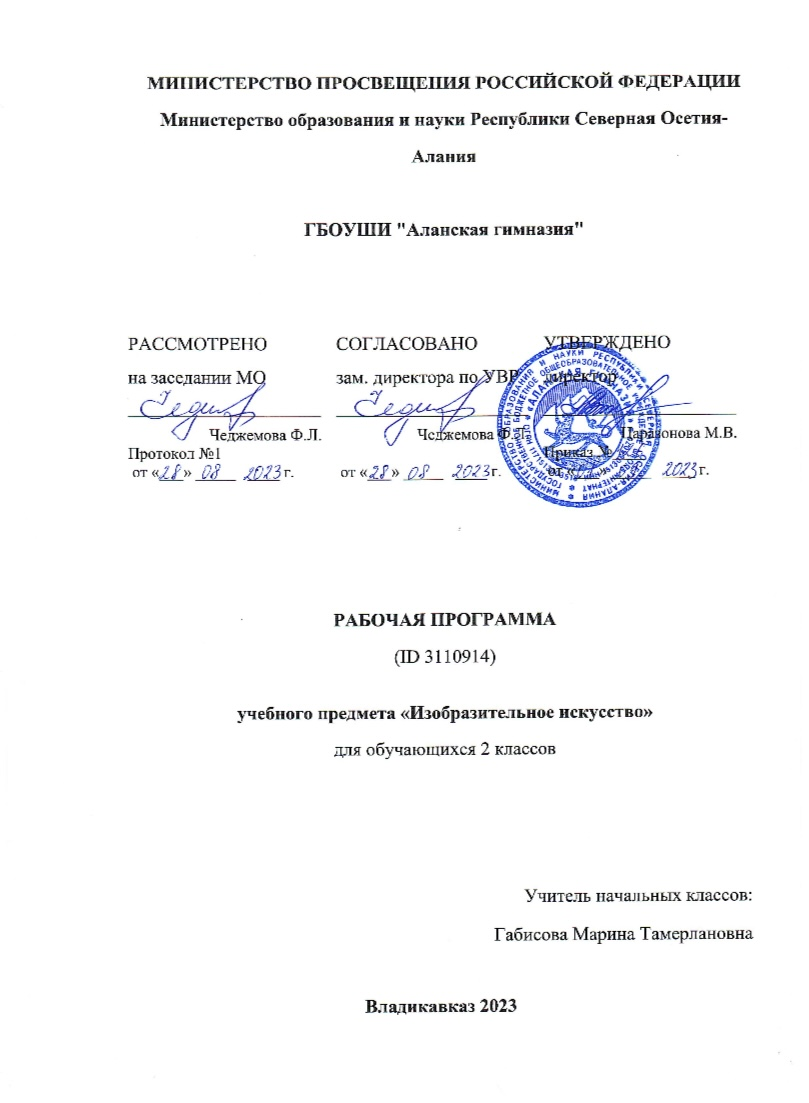 МИНИСТЕРСТВО ПРОСВЕЩЕНИЯ РОССИЙСКОЙ ФЕДЕРАЦИИ
Министерство образования и науки Республики Северная Осетия-
Алания
ГБОУШИ "Аланская гимназия"
РАССМОТРЕНО СОГЛАСОВАНО УТВЕРЖДЕНО
на заседании МО зам. директора по УВР директор
Чеджемова Ф.Л. Чеджемова Ф.Л. М.В.
Протокол №1 Приказ №
от «28» 08 2023 г. от «28» 08 2023 г. от « 2023 г.
РАБОЧАЯ ПРОГРАММА
(ID 3110914)
учебного предмета «Изобразительное искусство»
для обучающихся 2 классов
Учитель начальных классов:
Габисова Марина Тамерлановна
Владикавказ 2023